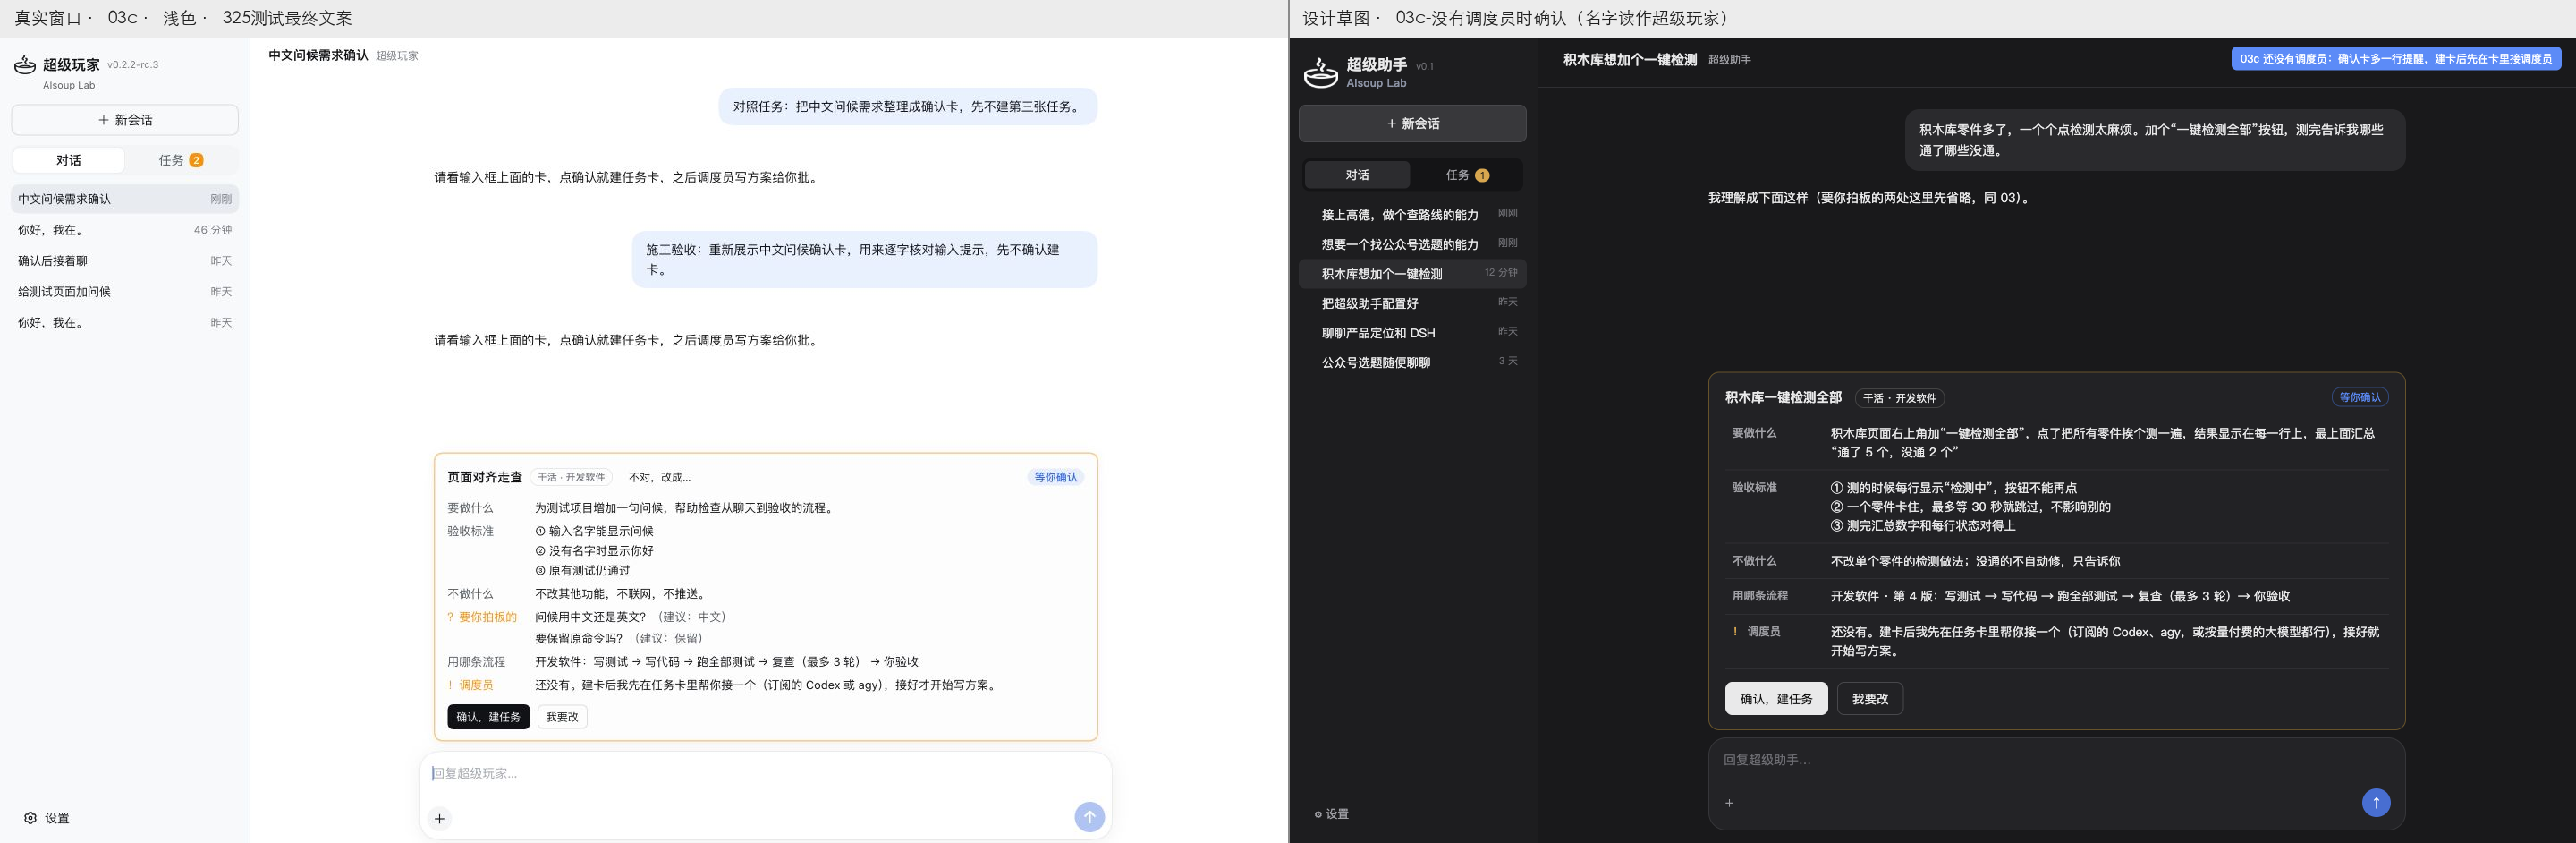 真实窗口 · 03c · 浅色 · 325测试最终文案
超级玩家 v0.2.2-rc.3
AIsoup Lab
+ 新会话
对话 任务 2
中文问候需求确认 刚刚
你好，我在。 46 分钟
确认后接着聊 昨天
给测试页面加问候 昨天
你好，我在。 昨天
设置
中文问候需求确认 超级玩家
对照任务：把中文问候需求整理成确认卡，先不建第三张任务。
请看输入框上面的卡，点确认就建任务卡，之后调度员写方案给你批。
施工验收：重新展示中文问候确认卡，用来逐字核对输入提示，先不确认建
卡。
请看输入框上面的卡，点确认就建任务卡，之后调度员写方案给你批。
页面对齐走查 干活 · 开发软件 不对，改成... 等你确认
要做什么 为测试项目增加一句问候，帮助检查从聊天到验收的流程。
验收标准 ① 输入名字能显示问候
② 没有名字时显示你好
③ 原有测试仍通过
不做什么 不改其他功能，不联网，不推送。
? 要你拍板的 问候用中文还是英文？（建议：中文）
要保留原命令吗？（建议：保留）
用哪条流程 开发软件：写测试 → 写代码 → 跑全部测试 → 复查（最多 3 轮） → 你验收
! 调度员 还没有。建卡后我先在任务卡里帮你接一个（订阅的 Codex 或 agy），接好才开始写方案。
确认，建任务 我要改
回复超级玩家...
+
设计草图 · 03c-没有调度员时确认（名字读作超级玩家）
超级助手 v0.1
AIsoup Lab
+ 新会话
对话 任务 1
接上高德，做个查路线的能力 刚刚
想要一个找公众号选题的能力 刚刚
积木库想加个一键检测 12 分钟
把超级助手配置好 昨天
聊聊产品定位和 DSH 昨天
公众号选题随便聊聊 3 天
设置
积木库想加个一键检测 超级助手
03c 还没有调度员：确认卡多一行提醒，建卡后先在卡里接调度员
积木库零件多了，一个个点检测太麻烦。加个“一键检测全部”按钮，测完告诉我哪些
通了哪些没通。
我理解成下面这样（要你拍板的两处这里先省略，同 03）。
积木库一键检测全部 干活 · 开发软件 等你确认
要做什么 积木库页面右上角加“一键检测全部”，点了把所有零件挨个测一遍，结果显示在每一行上，最上面汇总
“通了 5 个，没通 2 个”
验收标准 ① 测的时候每行显示“检测中”，按钮不能再点
② 一个零件卡住，最多等 30 秒就跳过，不影响别的
③ 测完汇总数字和每行状态对得上
不做什么 不改单个零件的检测做法；没通的不自动修，只告诉你
用哪条流程 开发软件 · 第 4 版：写测试 → 写代码 → 跑全部测试 → 复查（最多 3 轮）→ 你验收
! 调度员 还没有。建卡后我先在任务卡里帮你接一个（订阅的 Codex、agy，或按量付费的大模型都行），接好就
开始写方案。
确认，建任务 我要改
回复超级助手...
+